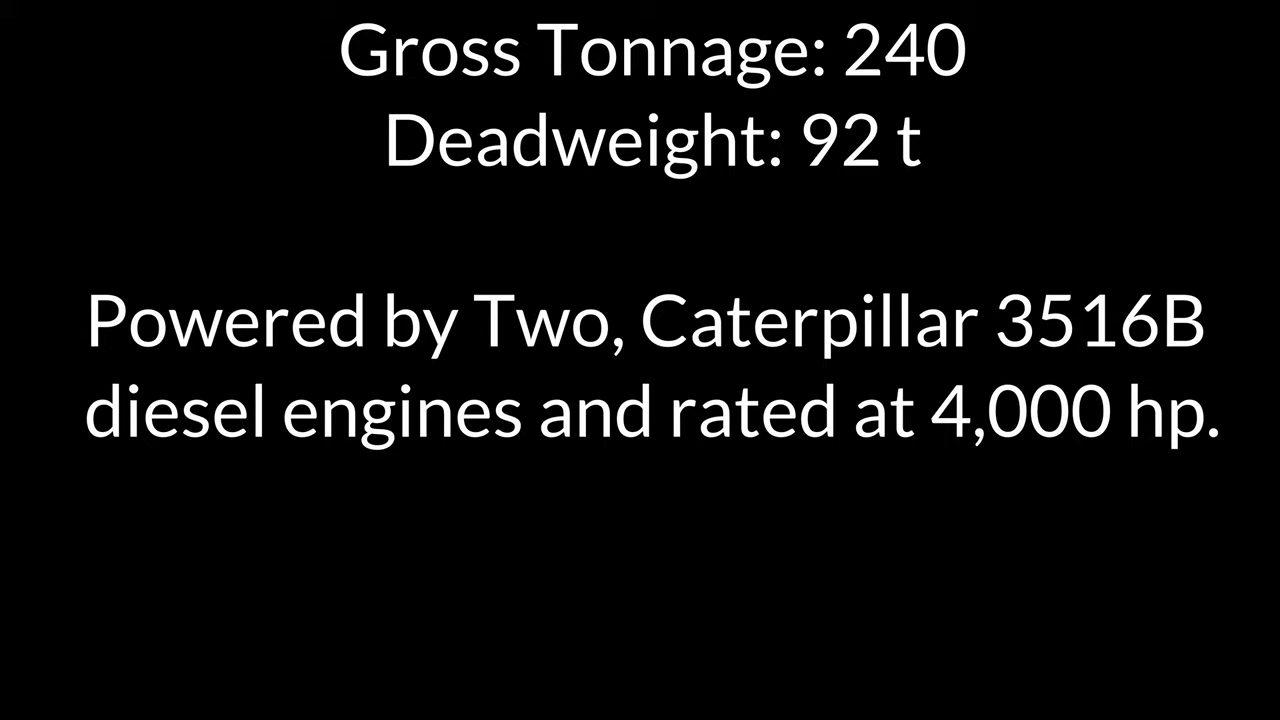 Gross Tonnage: 240
Deadweight: 92 t
Powered by Two, Caterpillar 3516B
diesel engines and rated at 4,000 hp.